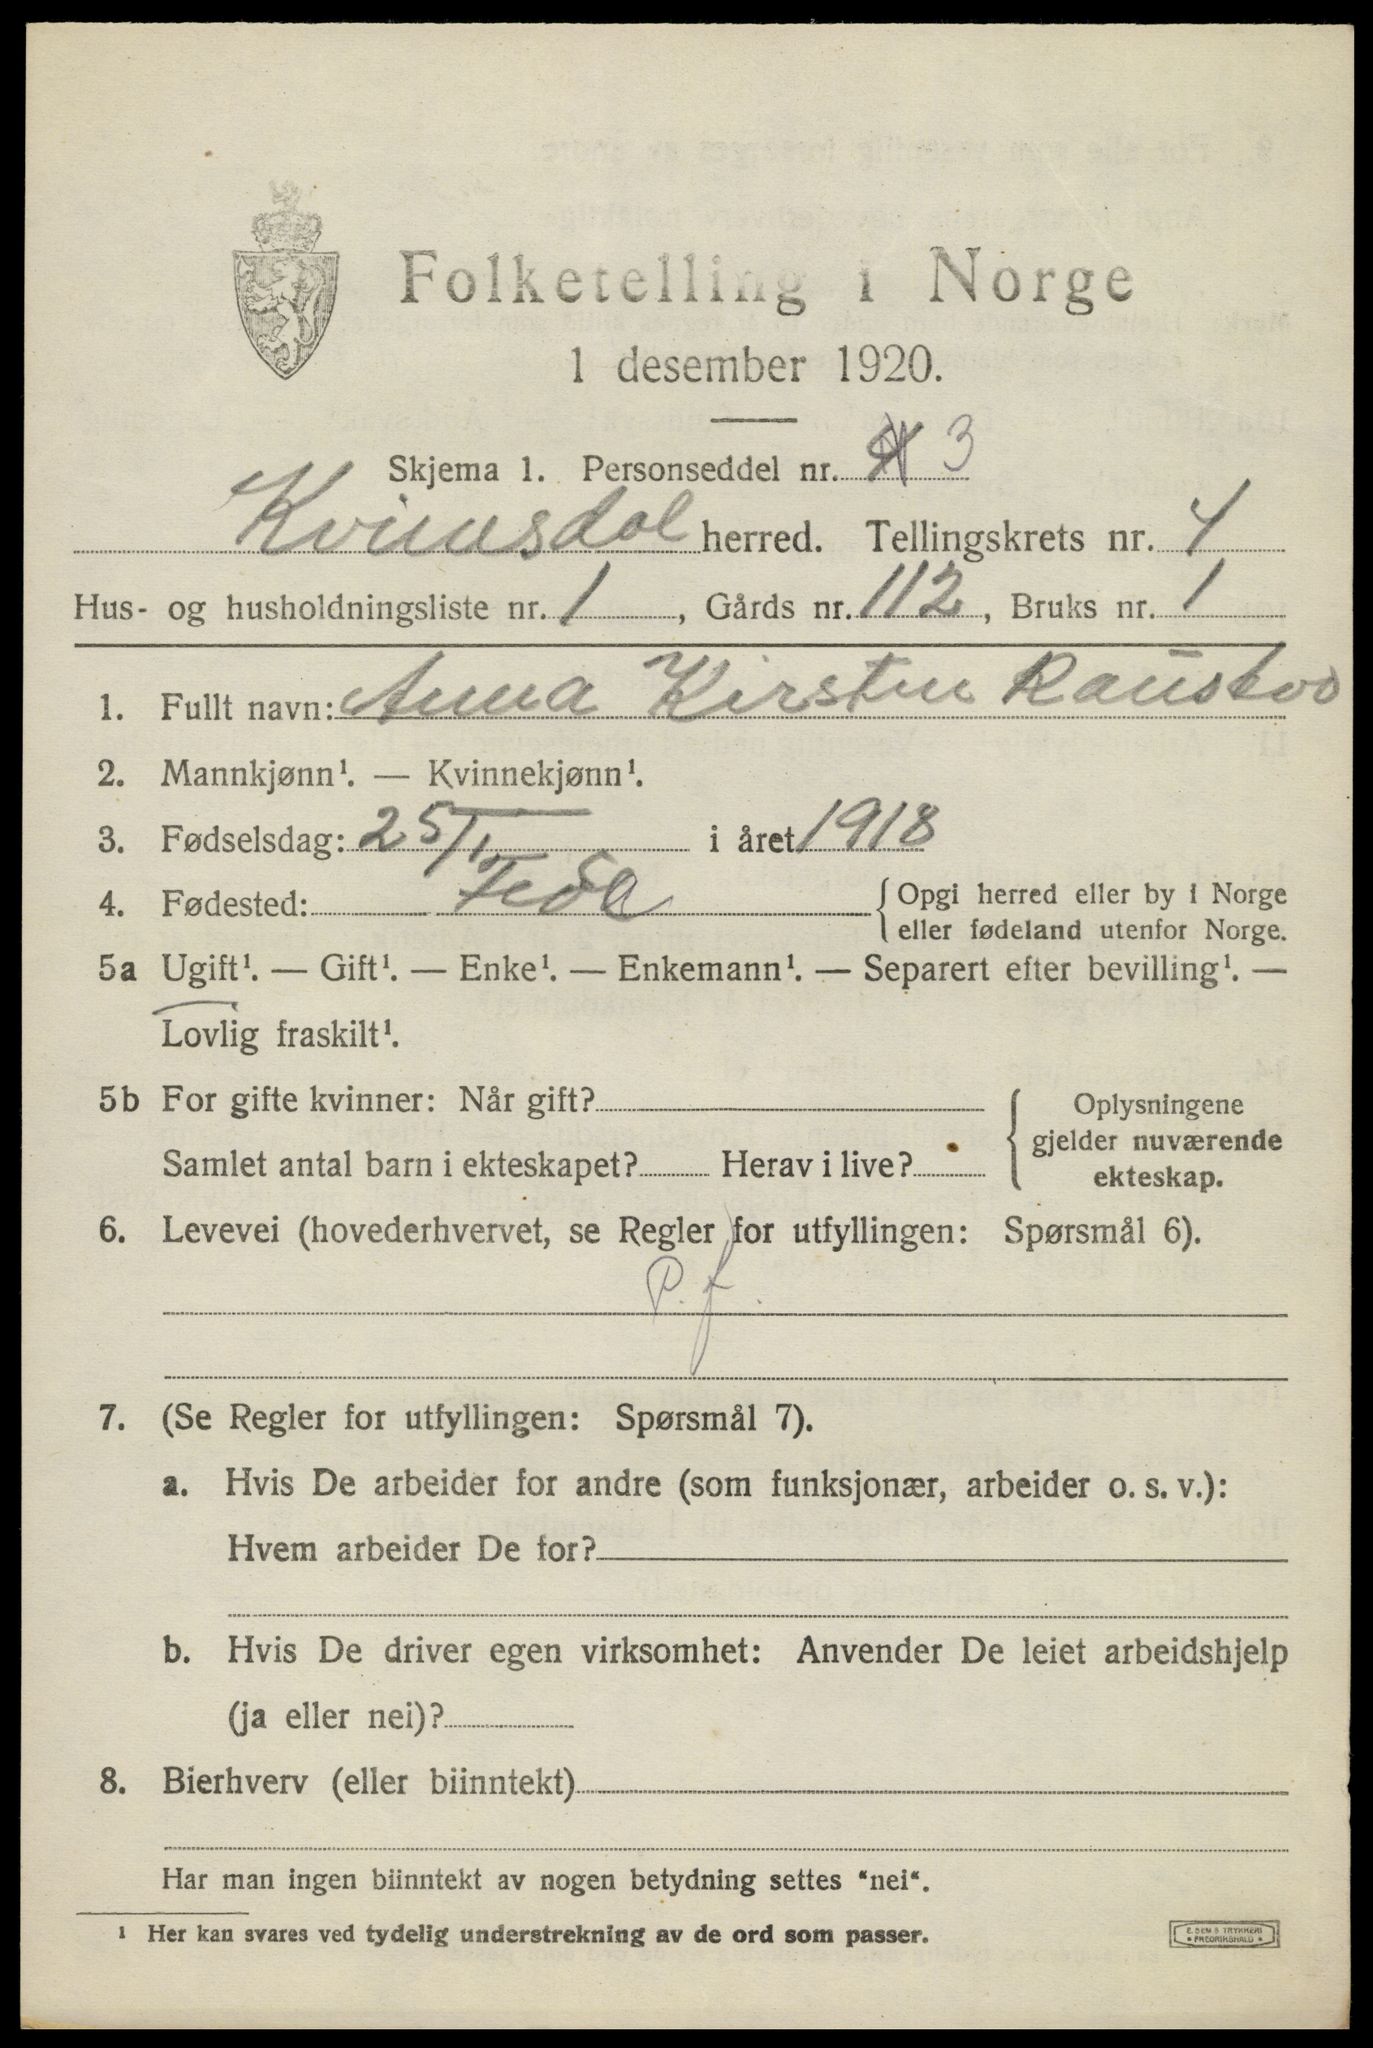 Folketelling i Norge
1 desember 1920.
Skjema 1. Personseddel nr. 3
herred. Tellingskrets nr. 4
Hus- og husholdningsliste nr. 1, Gårds nr. 112, Bruks nr. 1
1. Fullt navn: Anna Kirsten
2. Mannkjønn¹. — Kvinnekjønn¹.
3. Fødselsdag: 25/1 i året 1918
4. Fødested: Feda { Opgi herred eller by i Norge
eller fødeland utenfor Norge.
5a Ugift¹. — Gift¹. — Enke¹. — Enkemann¹. — Separert efter bevilling¹. —
Lovlig fraskilt¹.
5b For gifte kvinner: Når gift? { Oplysningene
gjelder nuværende
Samlet antal barn i ekteskapet? Herav i live?
ekteskap.
6. Levevei (hovederhvervet, se Regler for utfyllingen: Spørsmål 6).
P. f.
7. (Se Regler for utfyllingen: Spørsmål 7).
a. Hvis De arbeider for andre (som funksjonær, arbeider o. s. v.):
Hvem arbeider De for?
b. Hvis De driver egen virksomhet: Anvender De leiet arbeidshjelp
(ja eller nei)?
8. Bierhverv (eller biinntekt)
Har man ingen biinntekt av nogen betydning settes "nei".
¹ Her kan svares ved tydelig understrekning av de ord som passer.
E. SEMS TRYKKERI
FREDRIKSHALD